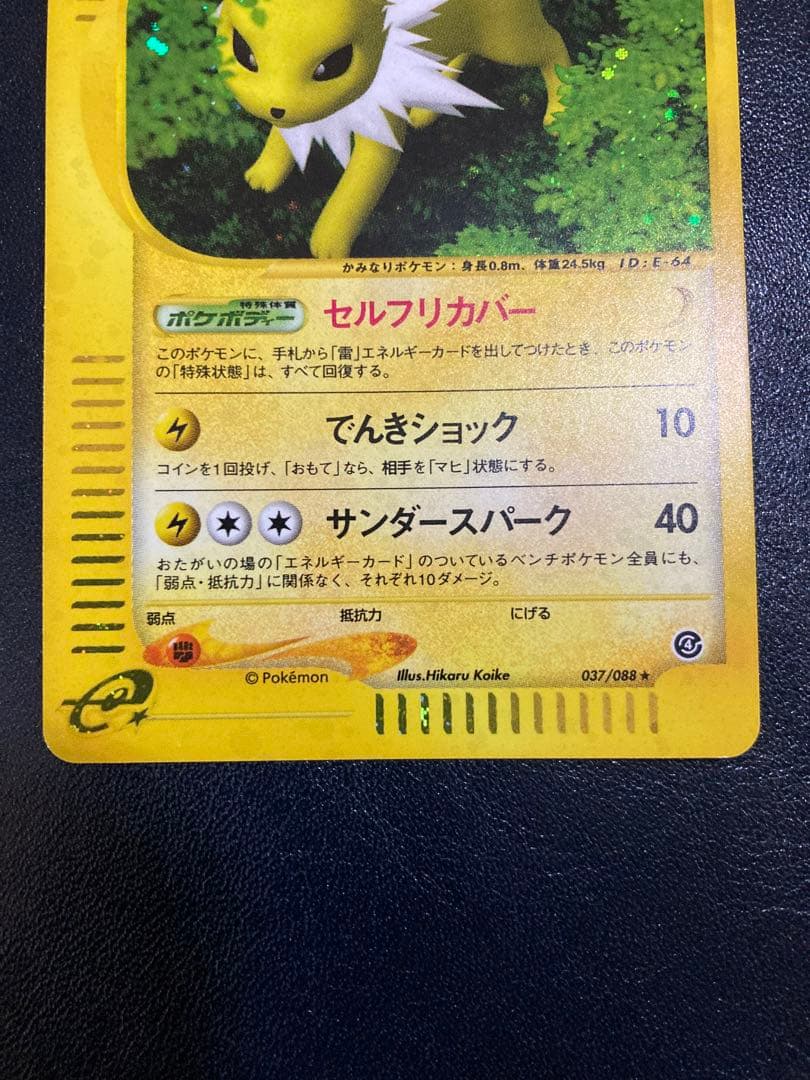 かみなりポケモン：身長0.8m、体重24.5kg ID：E-64
特殊体質
ポケボディー セルフリカバー
このポケモンに、手札から「雷」エネルギーカードを出してつけたとき、このポケモン
の「特殊状態」は、すべて回復する。
でんきショック 10
コインを1回投げ、「おもて」なら、相手を「マヒ」状態にする。
サンダースパーク 40
おたがいの場の「エネルギーカード」のついているベンチポケモン全員にも、
「弱点・抵抗力」に関係なく、それぞれ10ダメージ。
弱点 抵抗力 にげる
4
e
© Pokémon Illus.Hikaru Koike 037/088★